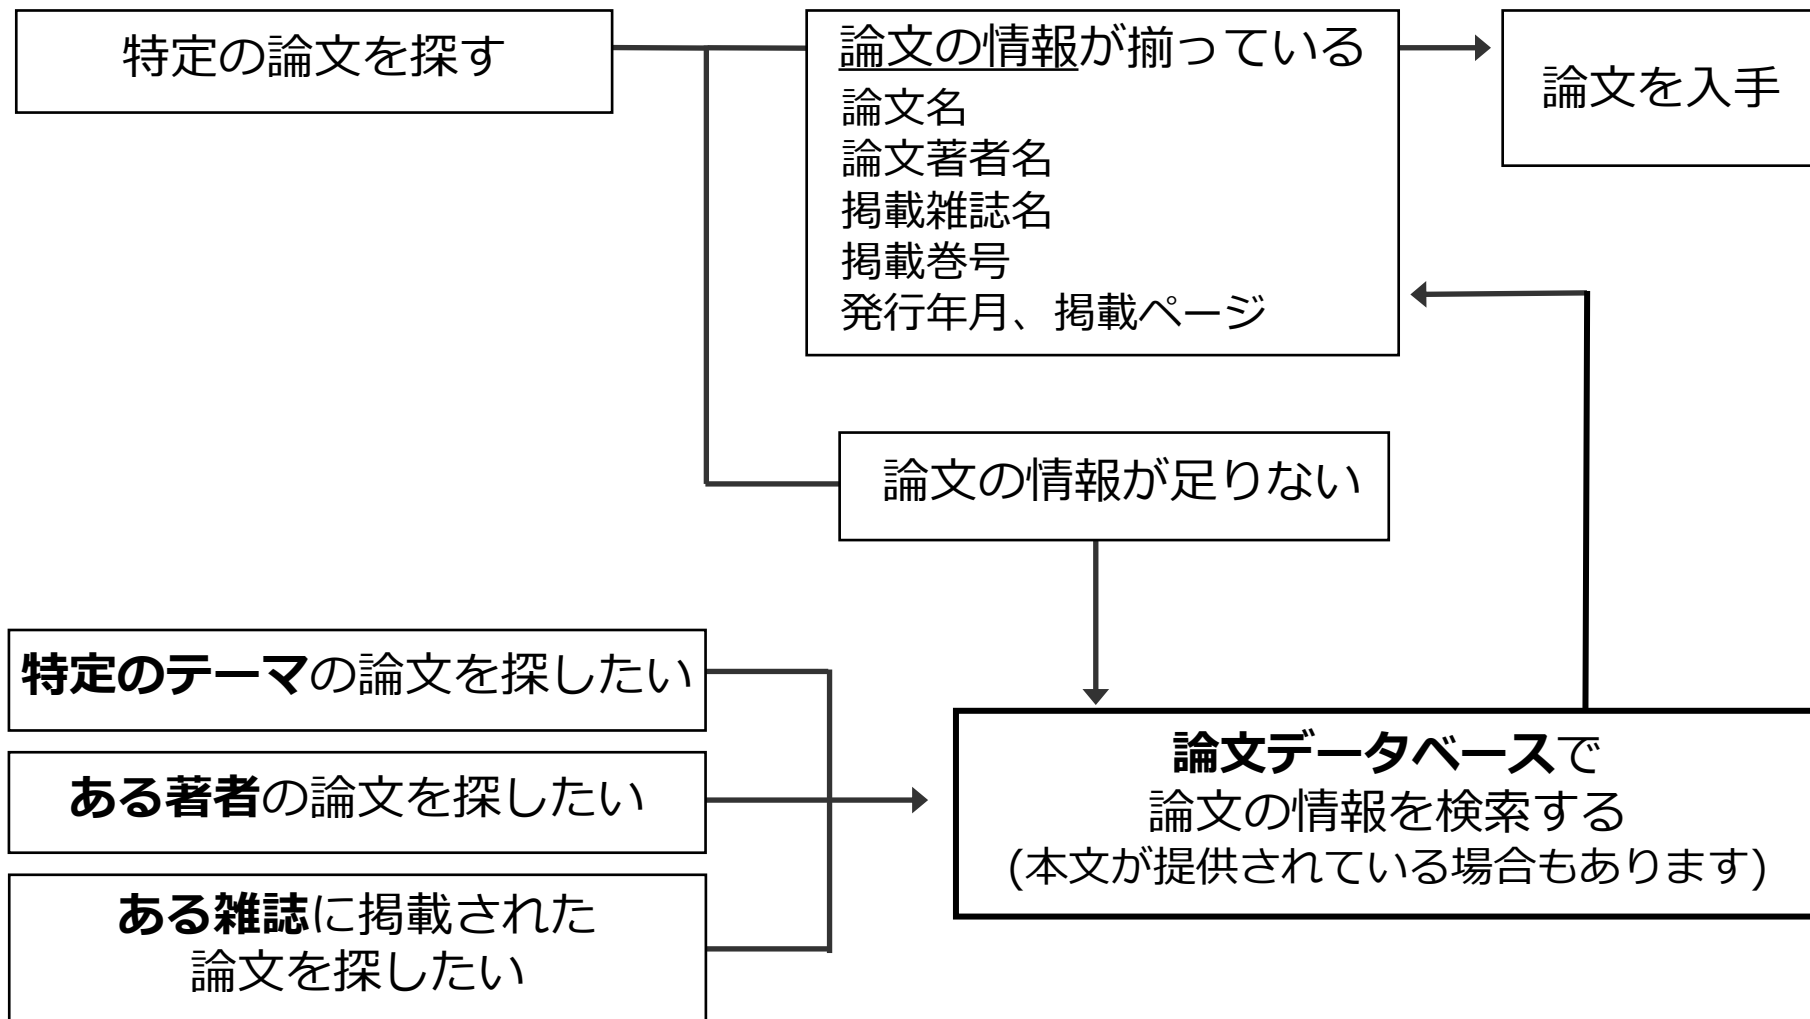 特定の論文を探す
論文の情報が揃っている
論文名
論文著者名
掲載雑誌名
掲載巻号
発行年月、掲載ページ
論文を入手
論文の情報が足りない
特定のテーマの論文を探したい
ある著者の論文を探したい
ある雑誌に掲載された
論文を探したい
論文データベースで
論文の情報を検索する
(本文が提供されている場合もあります)